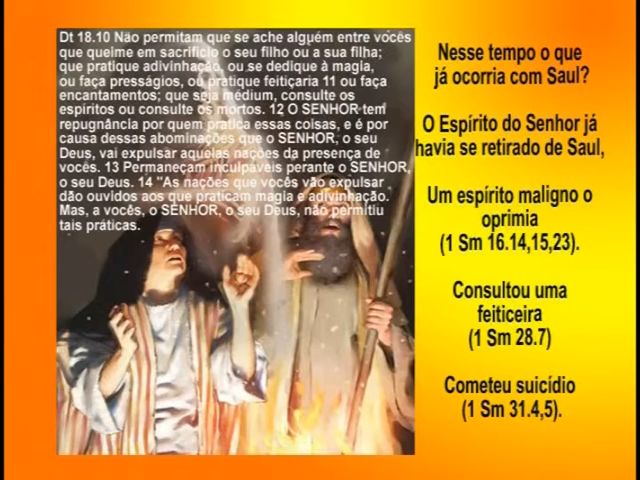 Dt 18.10 Não permitam que se ache alguém entre vocês
que queime em sacrifício o seu filho ou a sua filha;
que pratique adivinhação, ou se dedique à magia,
ou faça presságios, ou pratique feitiçaria 11 ou faça
encantamentos; que seja médium, consulte os
espíritos ou consulte os mortos. 12 O SENHOR tem
repugnância por quem pratica essas coisas, e é por
causa dessas abominações que o SENHOR, o seu
Deus, vai expulsar aquelas nações da presença de
vocês. 13 Permaneçam inculpáveis perante o SENHOR,
o seu Deus. 14 "As nações que vocês vão expulsar
dão ouvidos aos que praticam magia e adivinhação.
Mas, a vocês, o SENHOR, o seu Deus, não permitiu
tais práticas.
Nesse tempo o que
já ocorria com Saul?
O Espírito do Senhor já
havia se retirado de Saul,
Um espírito maligno o
oprimia
(1 Sm 16.14,15,23).
Consultou uma
feiticeira
(1 Sm 28.7)
Cometeu suicídio
(1 Sm 31.4,5).